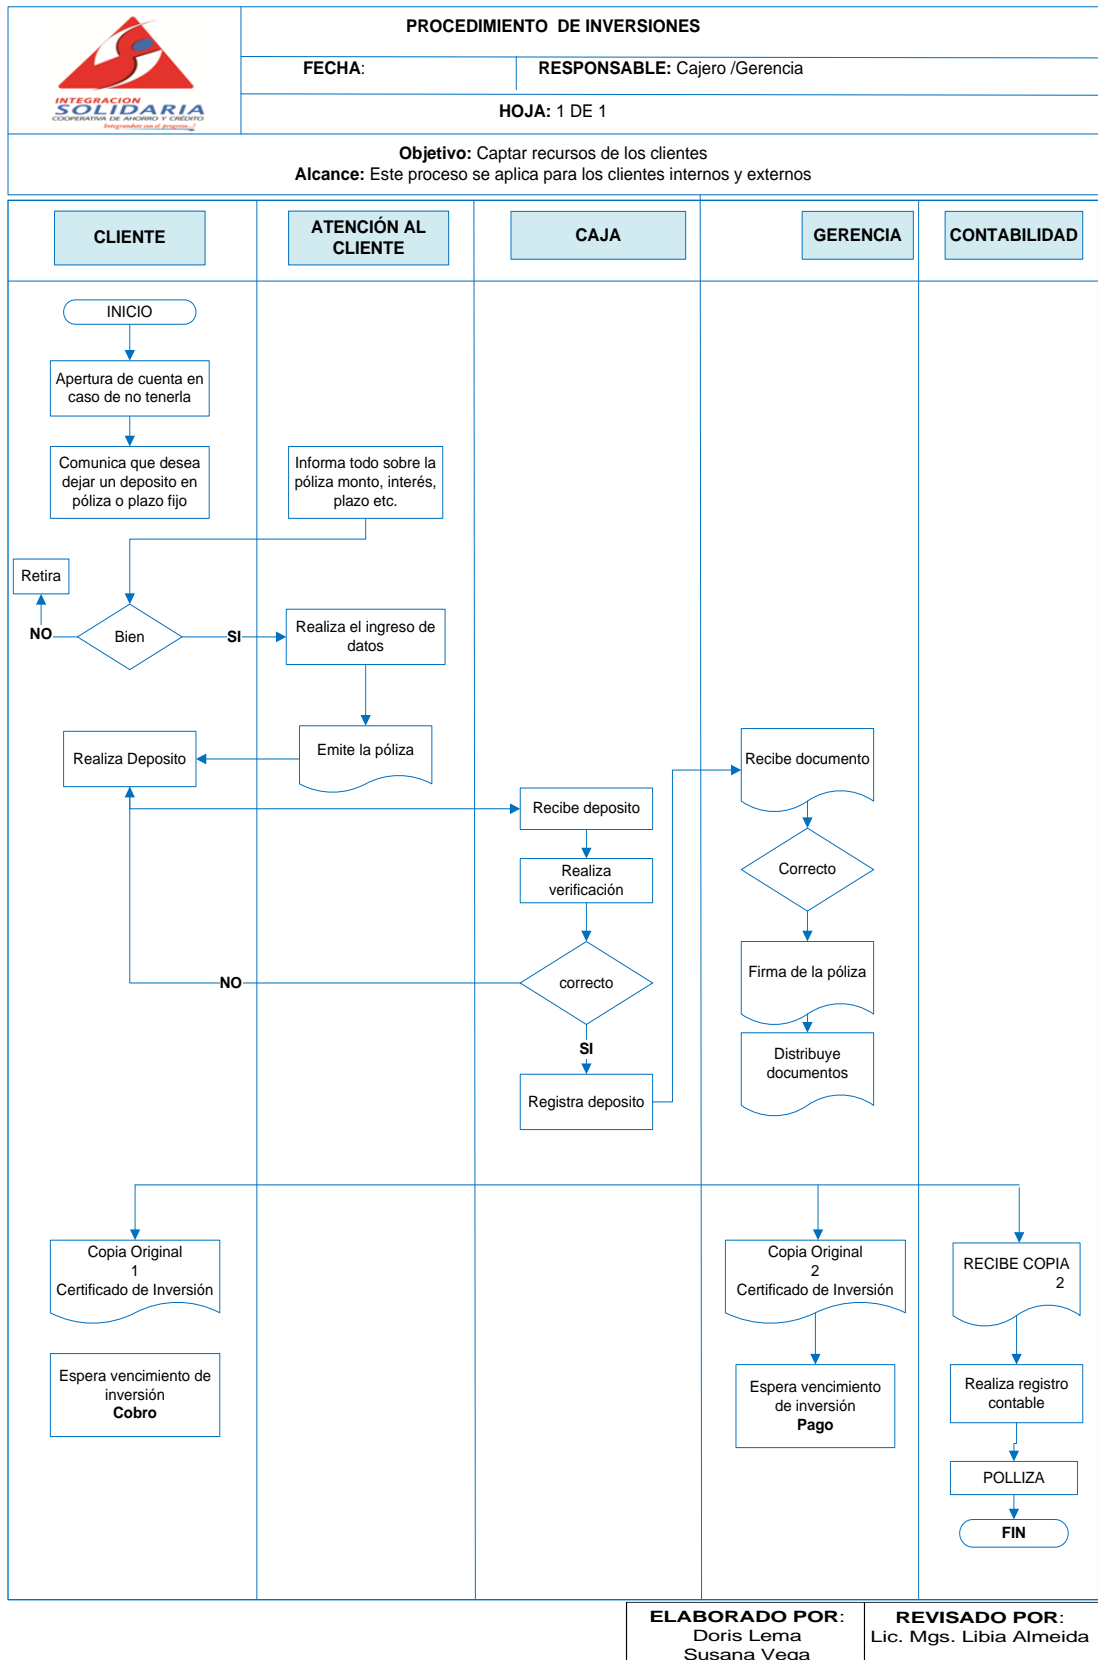 INTEGRACION
SOLIDARIA
COOPERATIVA DE AHORRO Y CRÉDITO
Integrandote con el progreso...!
PROCEDIMIENTO DE INVERSIONES
FECHA:
RESPONSABLE: Cajero /Gerencia
HOJA: 1 DE 1
Objetivo: Captar recursos de los clientes
Alcance: Este proceso se aplica para los clientes internos y externos
CLIENTE
ATENCIÓN AL
CLIENTE
CAJA
GERENCIA
CONTABILIDAD
INICIO
Apertura de cuenta en
caso de no tenerla
Comunica que desea
dejar un deposito en
póliza o plazo fijo
Informa todo sobre la
póliza monto, interés,
plazo etc.
Retira
NO
Bien
SI
Realiza el ingreso de
datos
Realiza Deposito
Emite la póliza
Recibe documento
Recibe deposito
Realiza
verificación
Correcto
NO
correcto
Firma de la póliza
SI
Distribuye
documentos
Registra deposito
Copia Original
1
Certificado de Inversión
Copia Original
2
Certificado de Inversión
RECIBE COPIA
2
Espera vencimiento de
inversión
Cobro
Espera vencimiento
de inversión
Pago
Realiza registro
contable
POLLIZA
FIN
ELABORADO POR:
Doris Lema
Susana Vega
REVISADO POR:
Lic. Mgs. Libia Almeida